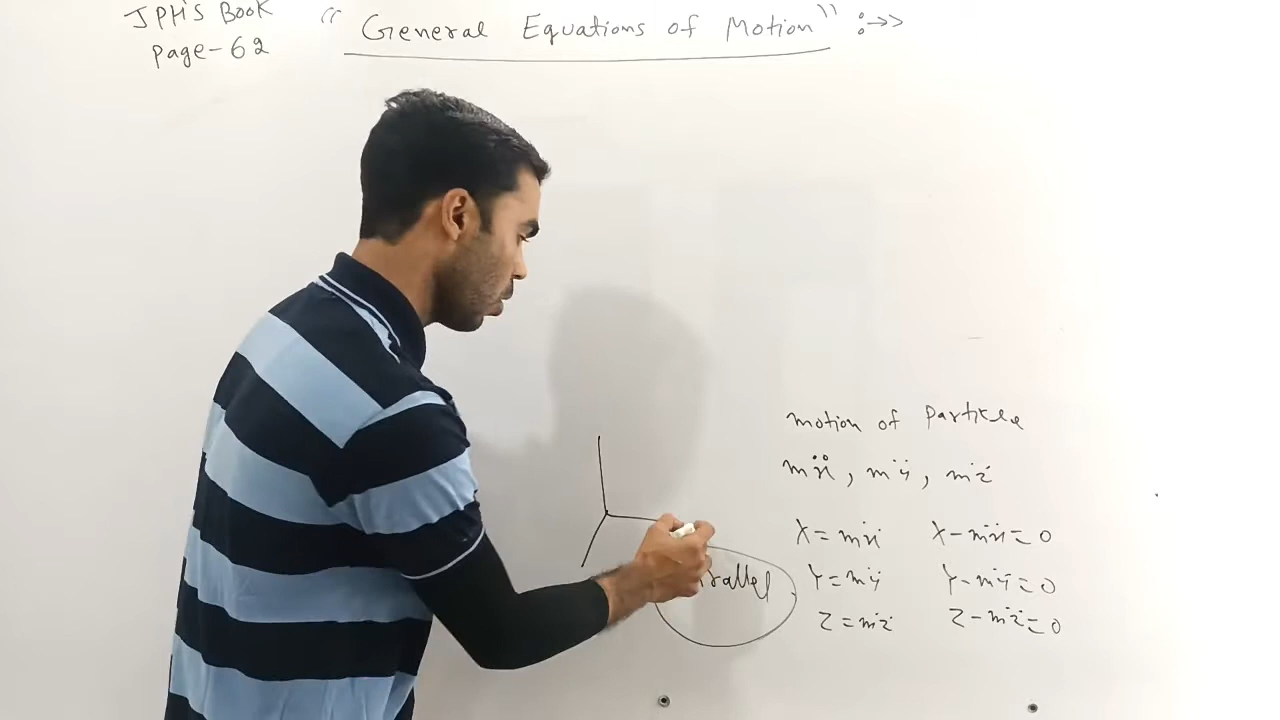 JPH'S BOOK
Page-62
"General Equations of Motion" :->>
motion of Particle
mẍ, mÿ, mz̈
X = mẍ X - mẍ = 0
Y = mÿ Y - mÿ = 0
Z = mz̈ Z - mz̈ = 0